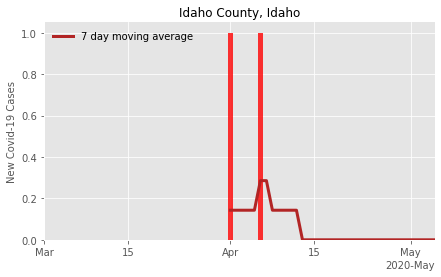 Idaho County, Idaho
7 day moving average
New Covid-19 Cases
1.0
0.8
0.6
0.4
0.2
0.0
Mar 15 Apr 15 May
2020-May